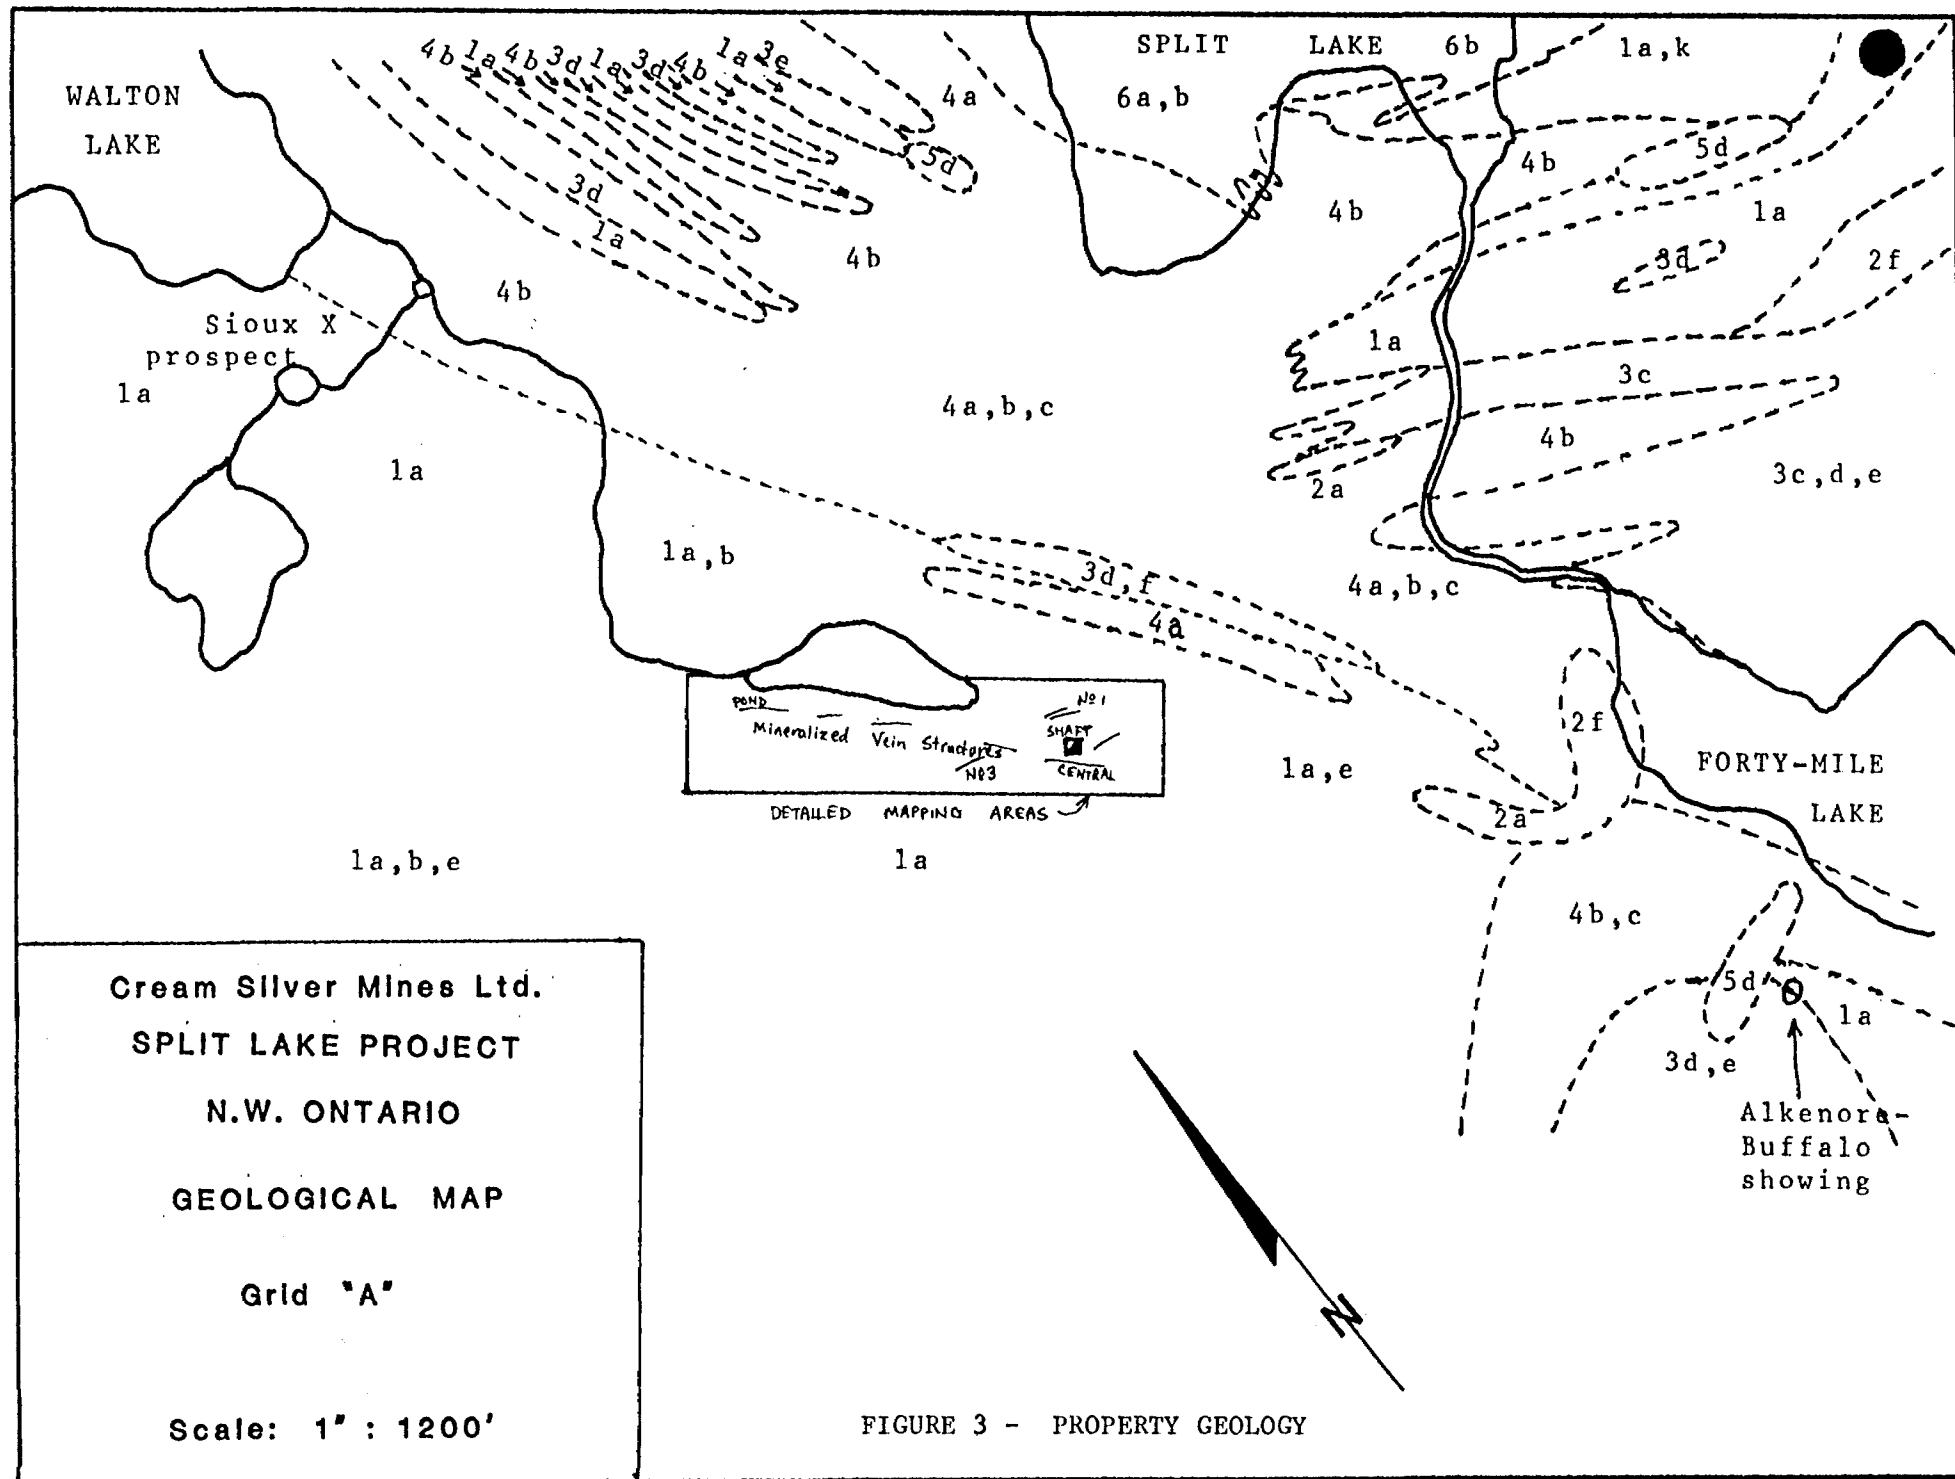 SPLIT LAKE 6b 1a,k
4b 1a 4b 3d 1a 3d 4b 1a 3e
WALTON
LAKE
4a
6a,b
5d
4b
5d
3d
1a
4b
1a
4b
3d
2f
4b
Sioux X
prospect
1a
1a
3c
4a,b,c
4b
1a
2a
3c,d,e
1a,b
3d,f
4a,b,c
4a
POND
Mineralized Vein Structures
Nº1
SHAFT
Nº3
CENTRAL
DETAILED MAPPING AREAS
2f
1a,e
FORTY-MILE
LAKE
2a
1a,b,e
1a
4b,c
5d
1a
3d,e
Alkenora-
Buffalo
showing
Cream Silver Mines Ltd.
SPLIT LAKE PROJECT
N.W. ONTARIO
GEOLOGICAL MAP
Grid "A"
Scale: 1" : 1200'
N
FIGURE 3 - PROPERTY GEOLOGY